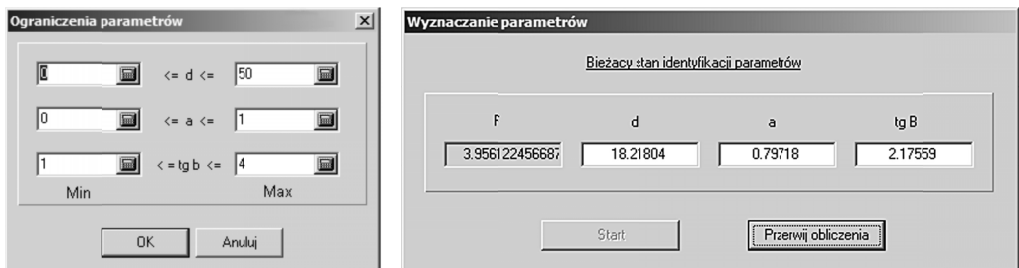 Ograniczenia parametrów
0 <= d <= 50
0 <= a <= 1
1 < = tg b <= 4
Min Max
OK Anuluj
Wyznaczanie parametrów
Bieżacy stan identyfikacji parametrów
F d a tg B
3.956122456687 18.21804 0.79718 2.17559
Start Przerwij obliczenia